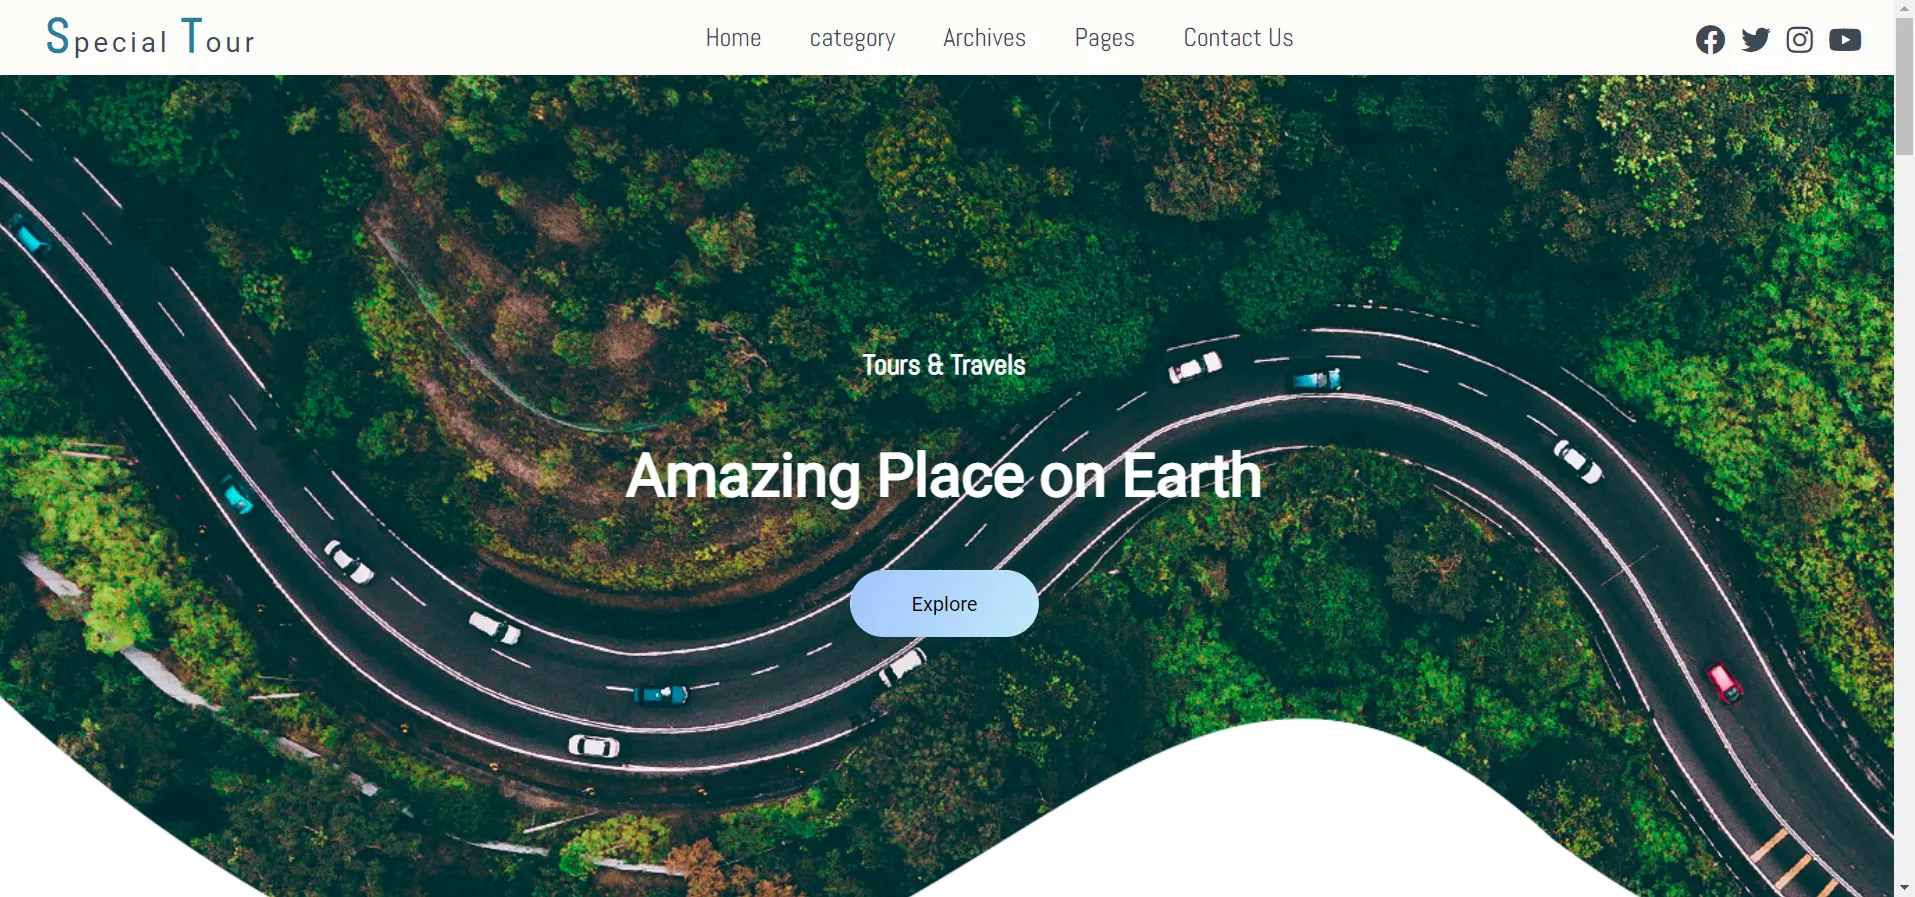 Special Tour
Home category Archives Pages Contact Us
Tours & Travels
Amazing Place on Earth
Explore